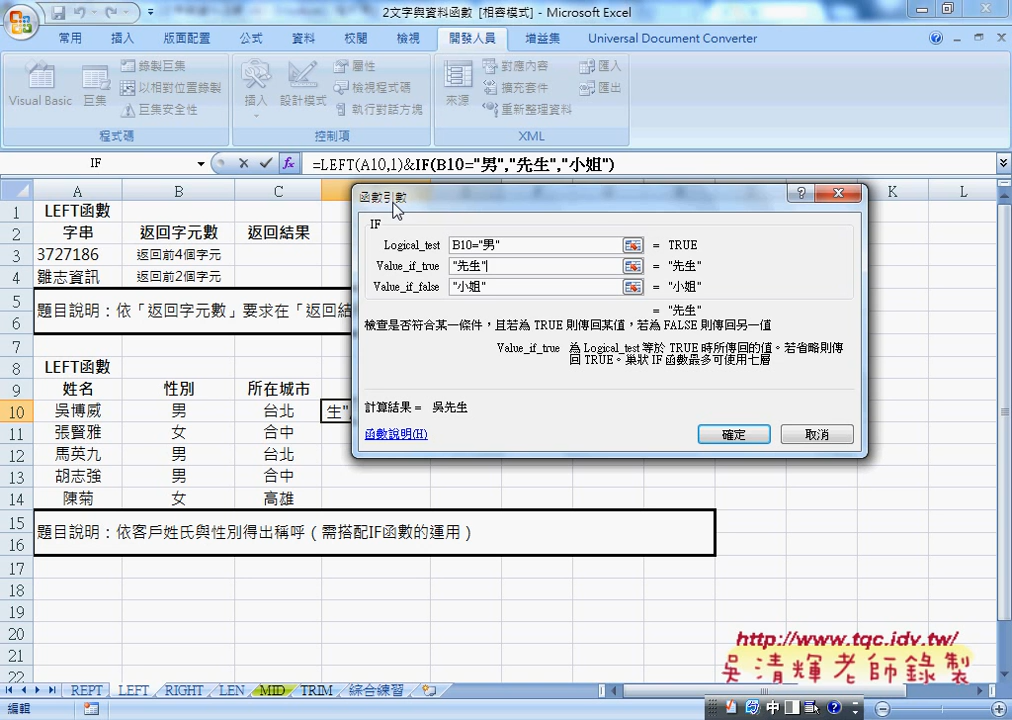 2文字與資料函數 [相容模式] - Microsoft Excel
常用 插入 版面配置 公式 資料 校閱 檢視 開發人員 增益集 Universal Document Converter
Visual Basic 巨集 錄製巨集 以相對位置錄製 巨集安全性
插入 設計模式 屬性 檢視程式碼 執行對話方塊
來源 對應內容 擴充套件 重新整理資料 匯入 匯出
程式碼 控制項 XML
IF =LEFT(A10,1)&IF(B10="男","先生","小姐")
A B C K L
1 LEFT函數
2 字串 返回字元數 返回結果
3 3727186 返回前4個字元
4 雛志資訊 返回前2個字元
5
題目說明：依「返回字元數」要求在「返回結
6
7
8 LEFT函數
9 姓名 性別 所在城市
10 吳博威 男 台北 生"
11 張賢雅 女 台中
12 馬英九 男 台北
13 胡志強 男 台中
14 陳菊 女 高雄
15
題目說明：依客戶姓氏與性別得出稱呼（需搭配IF函數的運用）
16
17
18
19
20
21
22
函數引數
IF
Logical_test B10="男" = TRUE
Value_if_true "先生" = "先生"
Value_if_false "小姐" = "小姐"
= "先生"
檢查是否符合某一條件，且若為 TRUE 則傳回某值，若為 FALSE 則傳回另一值
Value_if_true 為 Logical_test 等於 TRUE 時所傳回的值。若省略則傳
回 TRUE。巢狀 IF 函數最多可使用七層
計算結果 = 吳先生
函數說明(H) 確定 取消
http://www.tqc.idv.tw/
吳清輝老師錄製
REPT LEFT RIGHT LEN MID TRIM 綜合練習
編輯 中